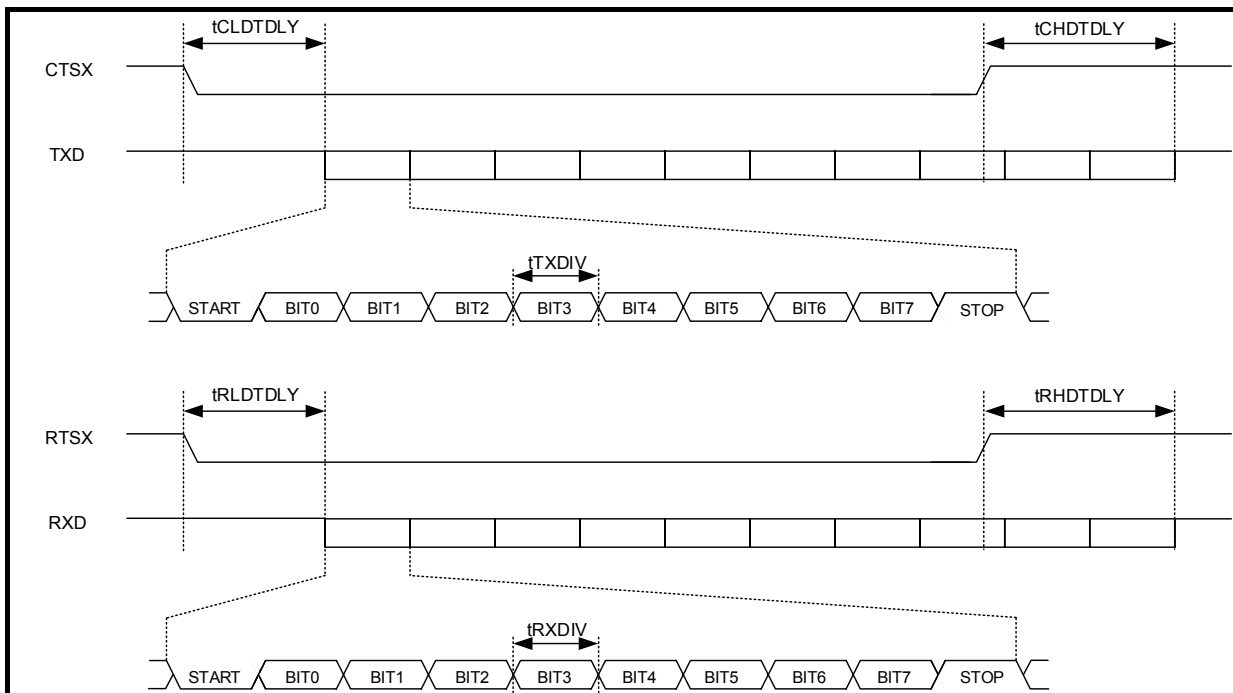 tCLDTDLY
tCHDTDLY
CTSX
TXD
tTXDIV
START BIT0 BIT1 BIT2 BIT3 BIT4 BIT5 BIT6 BIT7 STOP
tRLDTDLY
tRHDTDLY
RTSX
RXD
tRXDIV
START BIT0 BIT1 BIT2 BIT3 BIT4 BIT5 BIT6 BIT7 STOP